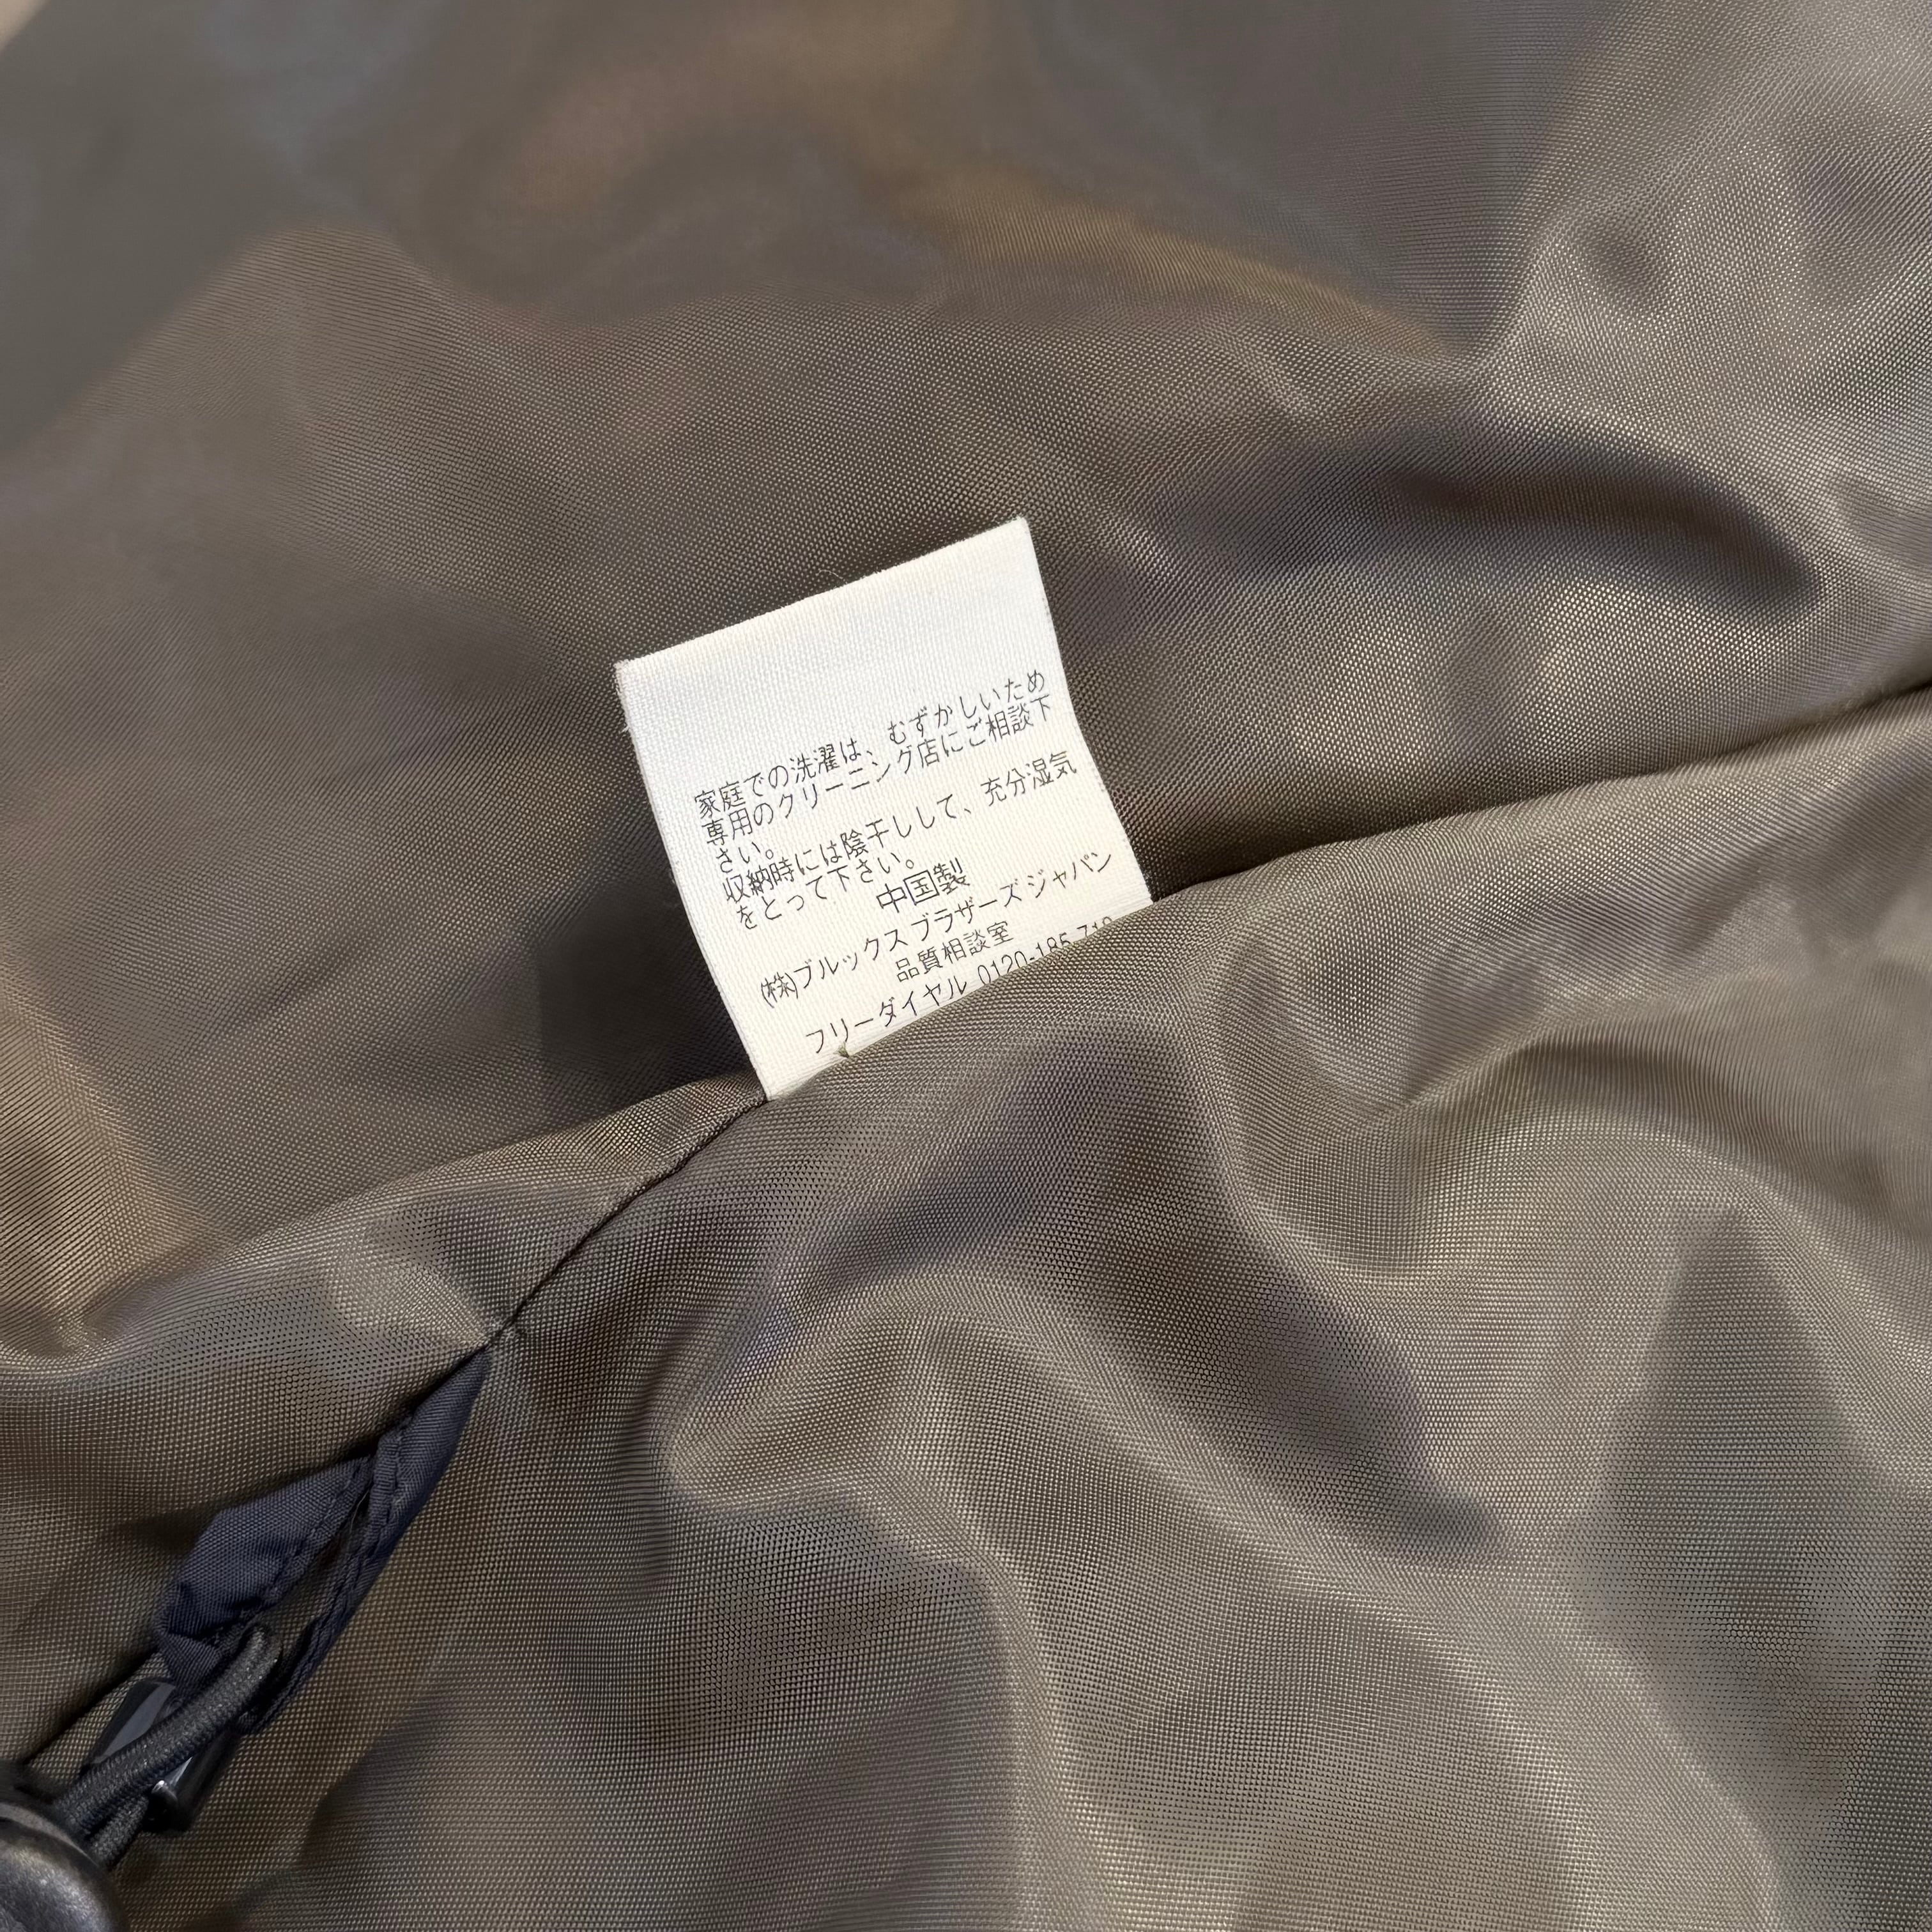 家庭での洗濯は、むずかしいため
専用のクリーニング店にご相談下
さい。
収納時には陰干しして、充分湿気
をとって下さい。
中国製
(株)ブルックス ブラザーズ ジャパン
品質相談室
フリーダイヤル 0120-185-718